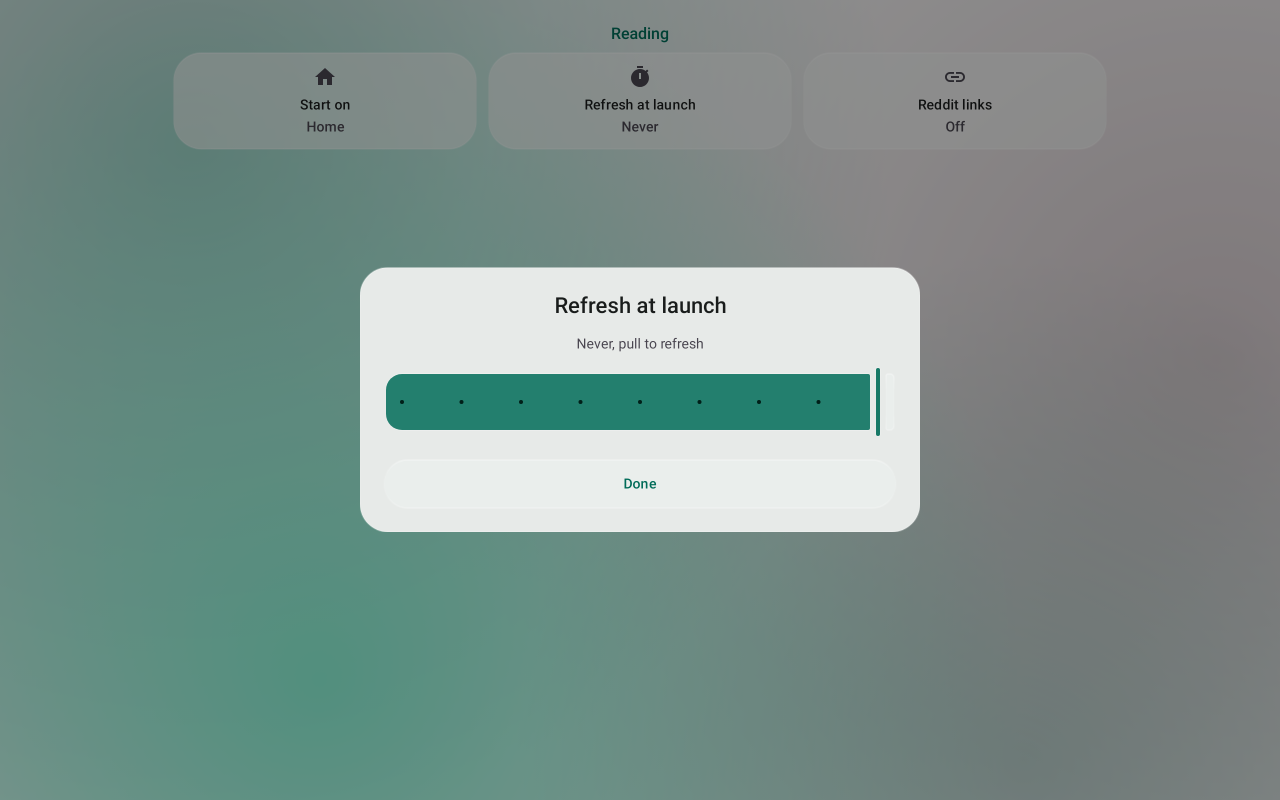 Reading
Start on
Home
Refresh at launch
Never
Reddit links
Off
Refresh at launch
Never, pull to refresh
Done